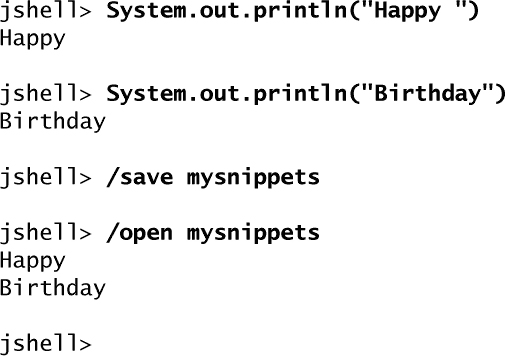 jshell> System.out.println("Happy ")
Happy
jshell> System.out.println("Birthday")
Birthday
jshell> /save mysnippets
jshell> /open mysnippets
Happy
Birthday
jshell>